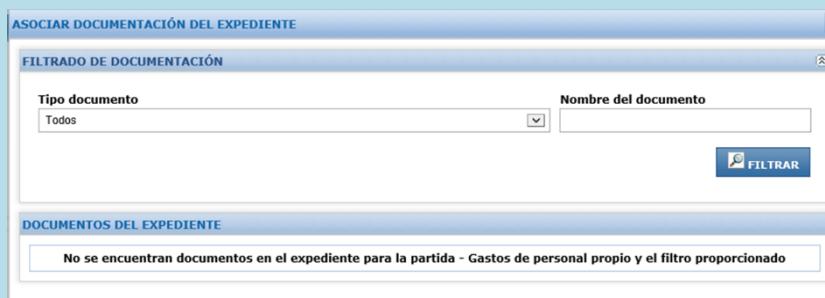 ASOCIAR DOCUMENTACIÓN DEL EXPEDIENTE
FILTRADO DE DOCUMENTACIÓN
Tipo documento
Nombre del documento
Todos
FILTRAR
DOCUMENTOS DEL EXPEDIENTE
No se encuentran documentos en el expediente para la partida - Gastos de personal propio y el filtro proporcionado